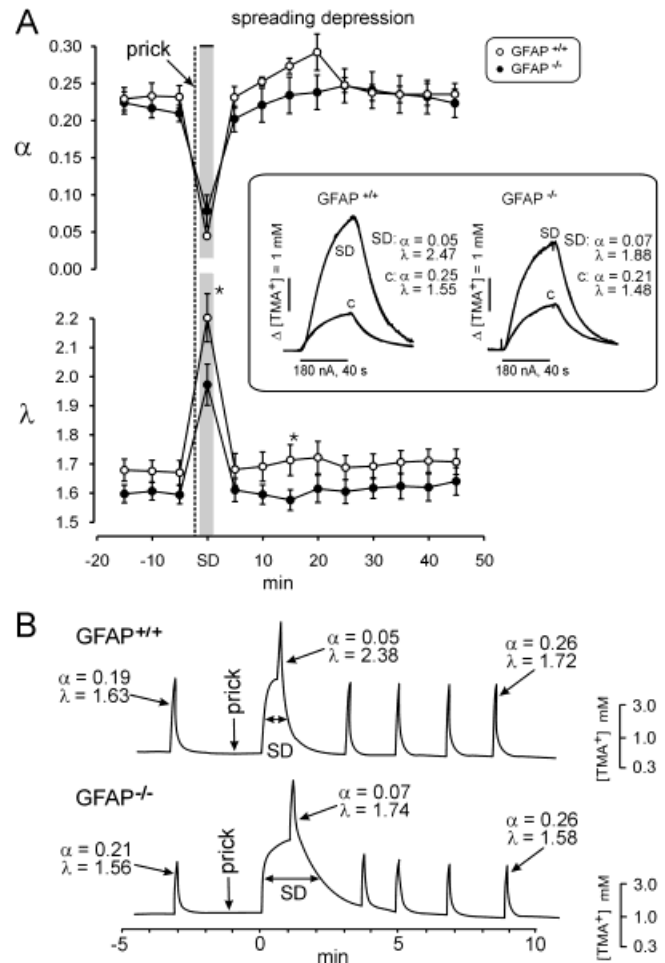 A
spreading depression
prick
GFAP +/+
GFAP -/-
0.30
0.25
0.20
0.15
0.10
0.05
0.00
α
GFAP +/+
GFAP -/-
Δ [TMA+] = 1 mM
SD
c
SD: α = 0.05
λ = 2.47
c: α = 0.25
λ = 1.55
180 nA, 40 s
Δ [TMA+] = 1 mM
SD
c
SD: α = 0.07
λ = 1.88
c: α = 0.21
λ = 1.48
180 nA, 40 s
2.2
2.1
2.0
1.9
1.8
1.7
1.6
1.5
λ
*
*
-20 -10 SD 10 20 30 40 50
min
B
GFAP+/+
α = 0.19
λ = 1.63
prick
SD
α = 0.05
λ = 2.38
α = 0.26
λ = 1.72
[TMA+] mM
3.0
1.0
0.3
GFAP-/-
α = 0.21
λ = 1.56
prick
SD
α = 0.07
λ = 1.74
α = 0.26
λ = 1.58
[TMA+] mM
3.0
1.0
0.3
-5 0 5 10
min